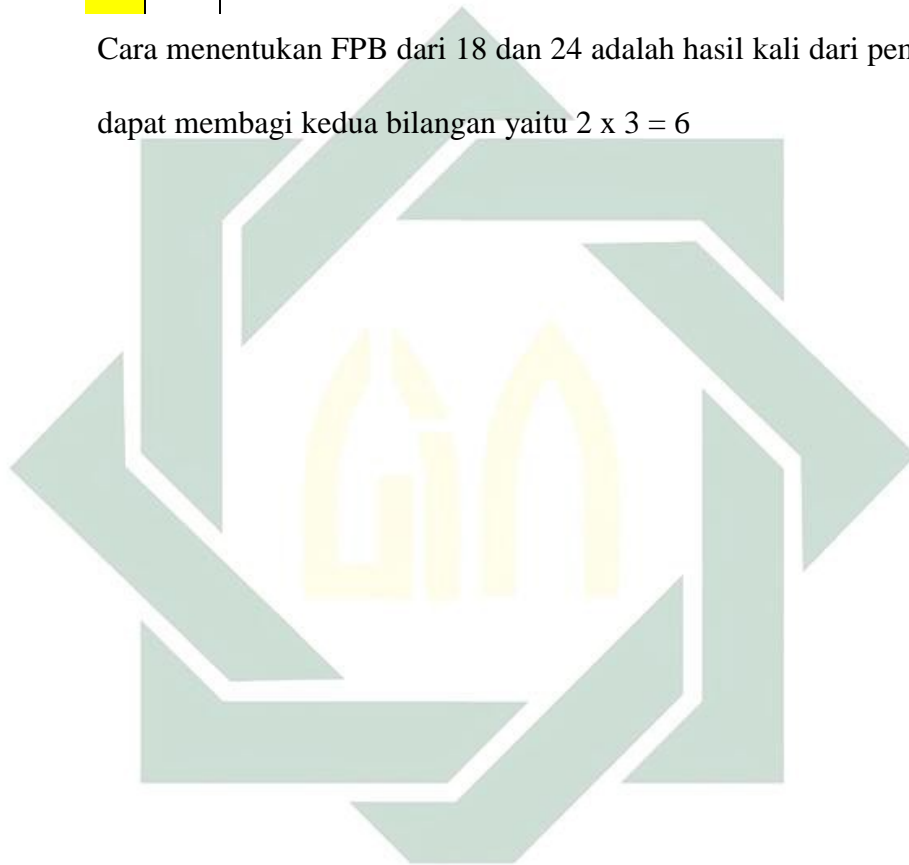 Cara menentukan FPB dari 18 dan 24 adalah hasil kali dari
dapat membagi kedua bilangan yaitu 2 x 3 = 6